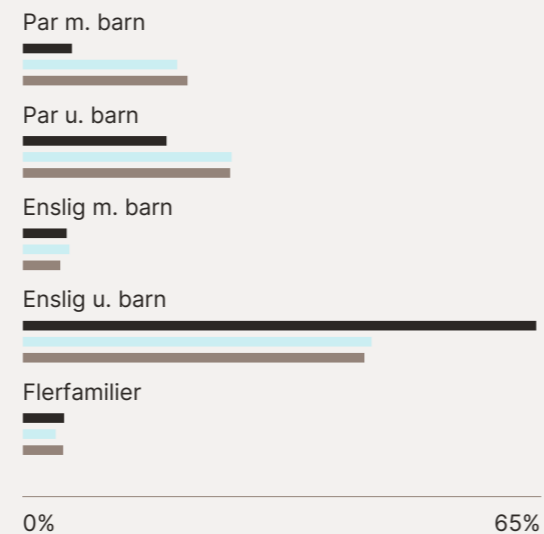 Par m. barn
Par u. barn
Enslig m. barn
Enslig u. barn
Flerfamilier
0% 65%